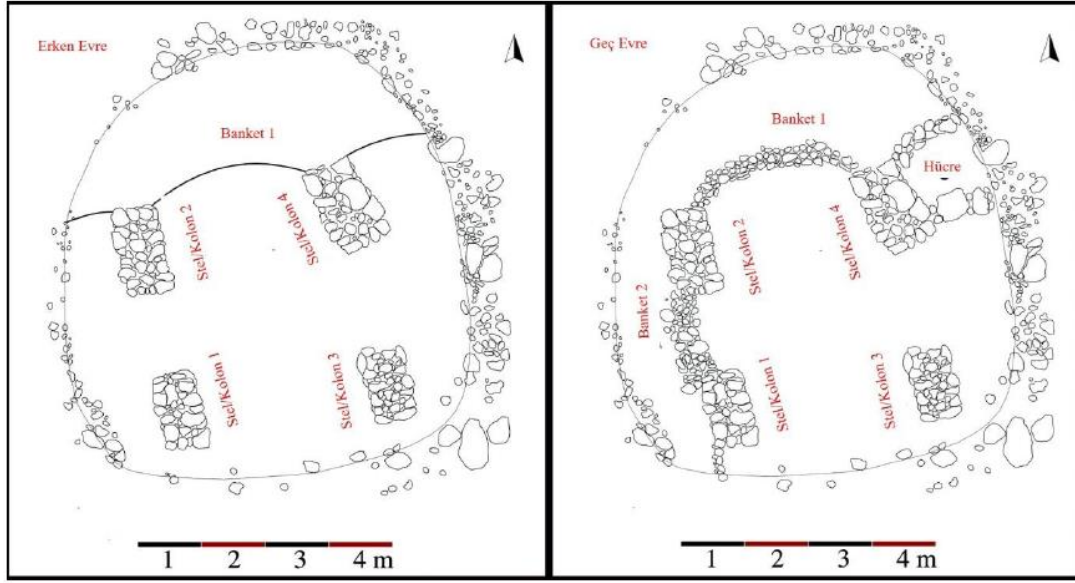 Erken Evre
Banket 1
Stel/Kolon 2
Stel/Kolon 4
Stel/Kolon 1
Stel/Kolon 3
1 2 3 4 m
Geç Evre
Banket 1
Hücre
Stel/Kolon 2
Stel/Kolon 4
Banket 2
Stel/Kolon 1
Stel/Kolon 3
1 2 3 4 m